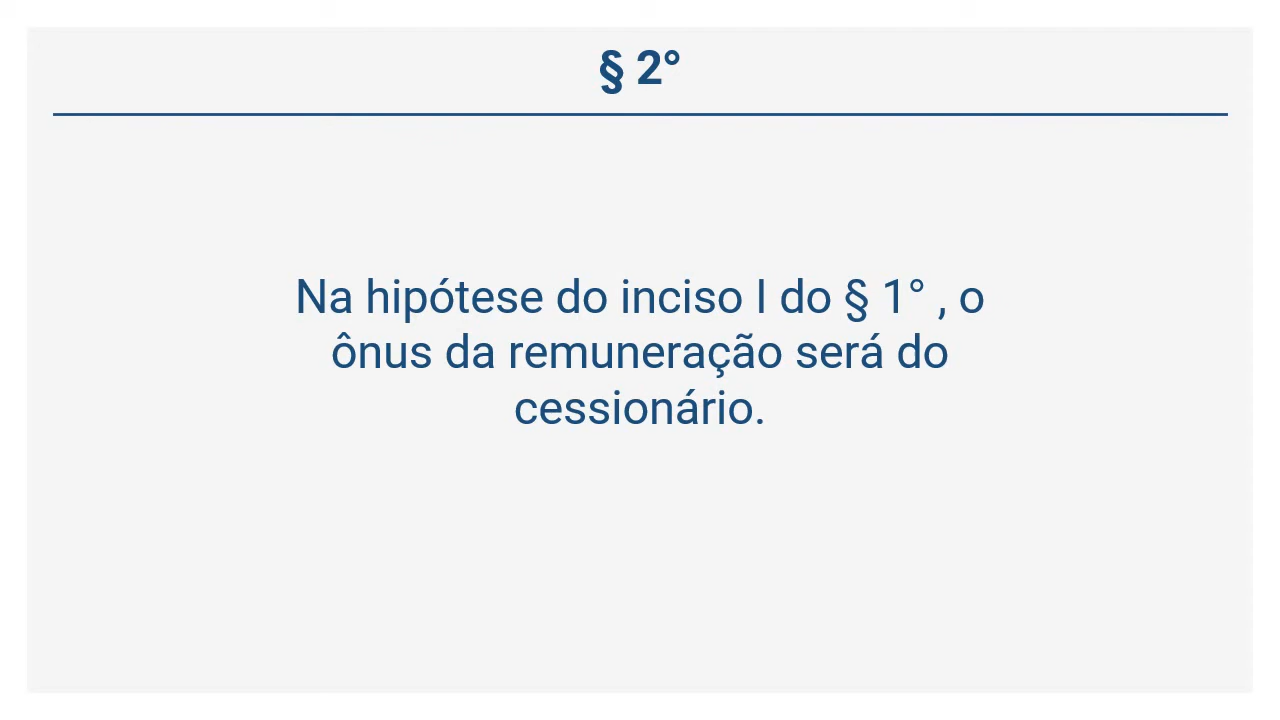 § 2°
Na hipótese do inciso I do § 1° , o
ônus da remuneração será do
cessionário.